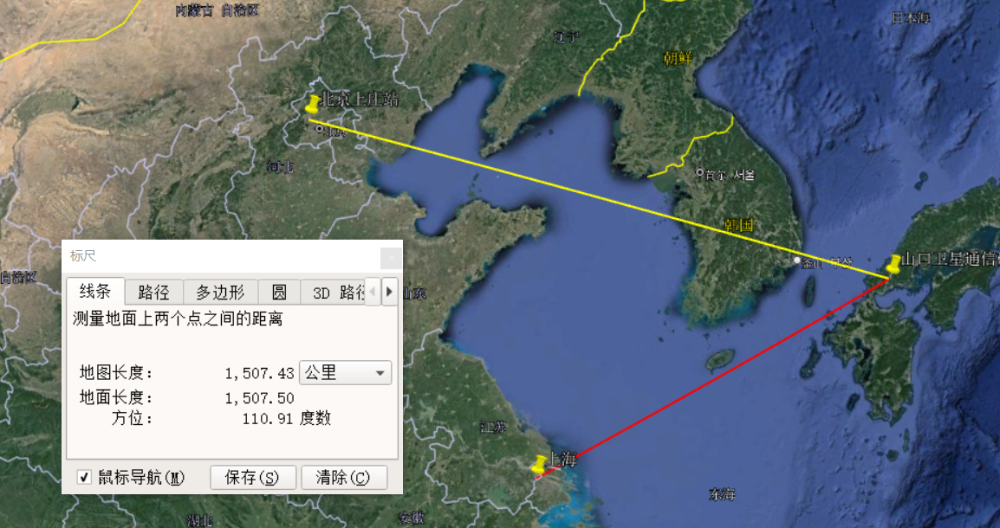 内蒙古 自治区
日本海
辽宁
朝鲜
北京上庄站
北京
河北
首尔 서울
韩国
山口卫星通信
釜山 부산
自治区
山东
标尺
线条 路径 多边形 圆 3D 路径
测量地面上两个点之间的距离
地图长度: 1,507.43 公里
地面长度: 1,507.50
方位: 110.91 度数
鼠标导航(M) 保存(S) 清除(C)
江苏
上海
东海
湖北
安徽